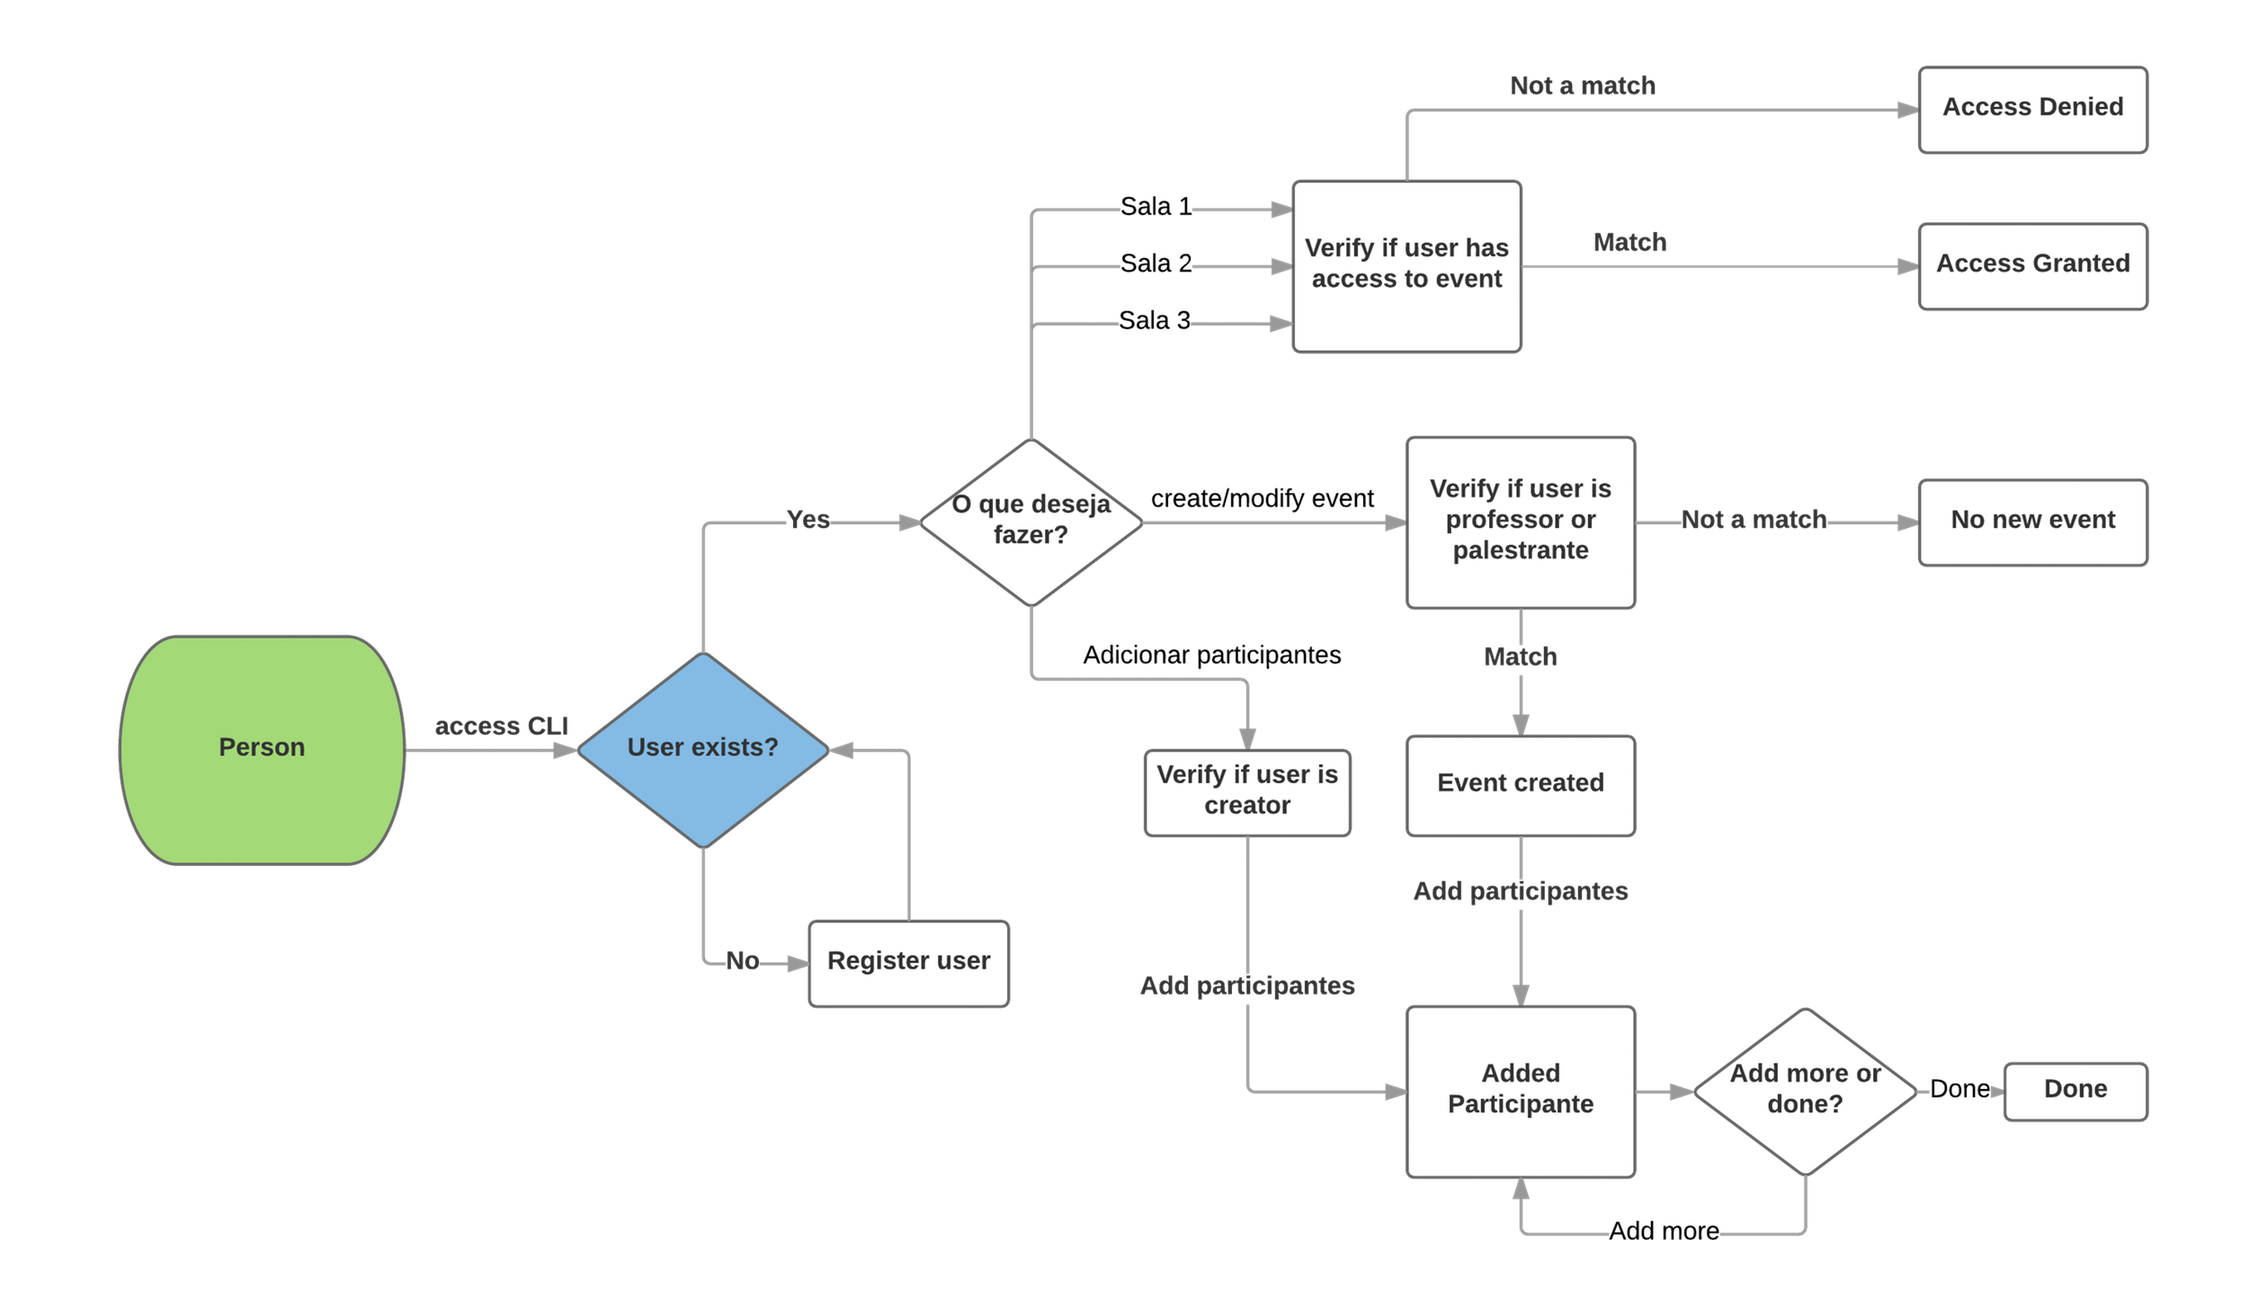 Not a match
Access Denied
Sala 1
Sala 2
Sala 3
Verify if user has
access to event
Match
Access Granted
Yes
O que deseja
fazer?
create/modify event
Verify if user is
professor or
palestrante
Not a match
No new event
Adicionar participantes
Match
Person
access CLI
User exists?
Verify if user is
creator
Event created
Add participantes
No
Register user
Add participantes
Added
Participante
Add more or
done?
Done
Done
Add more